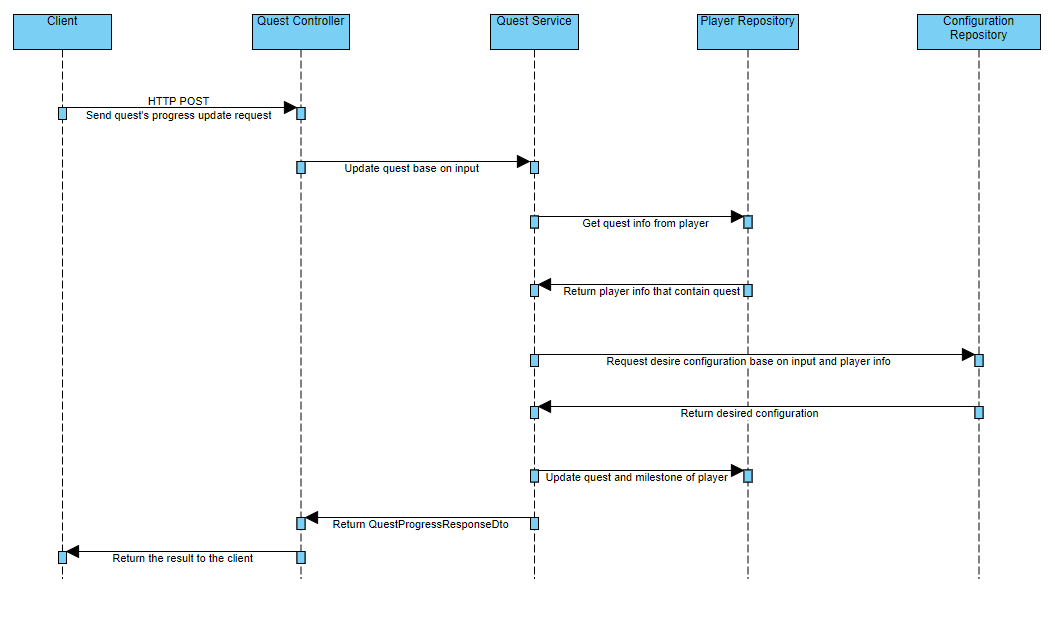 Client
Quest Controller
Quest Service
Player Repository
Configuration
Repository
HTTP POST
Send quest's progress update request
Update quest base on input
Get quest info from player
Return player info that contain quest
Request desire configuration base on input and player info
Return desired configuration
Update quest and milestone of player
Return QuestProgressResponseDto
Return the result to the client